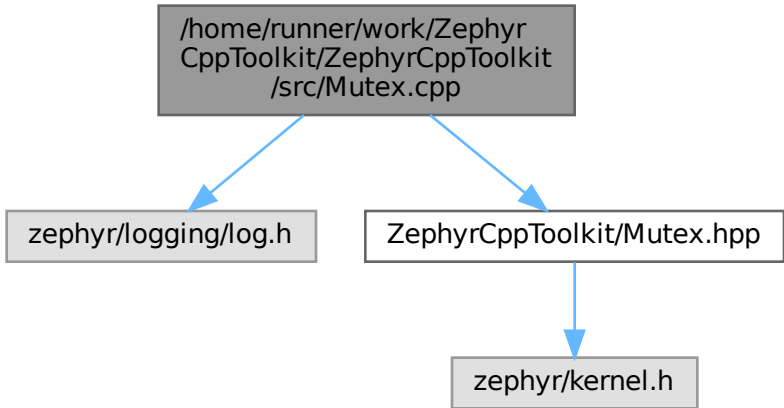 /home/runner/work/Zephyr
CppToolkit/ZephyrCppToolkit
/src/Mutex.cpp
zephyr/logging/log.h
ZephyrCppToolkit/Mutex.hpp
zephyr/kernel.h